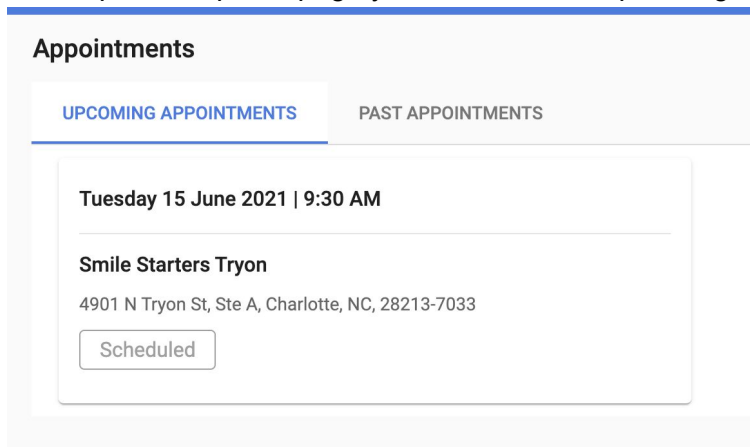 Appointments
UPCOMING APPOINTMENTS PAST APPOINTMENTS
Tuesday 15 June 2021 | 9:30 AM
Smile Starters Tryon
4901 N Tryon St, Ste A, Charlotte, NC, 28213-7033
Scheduled